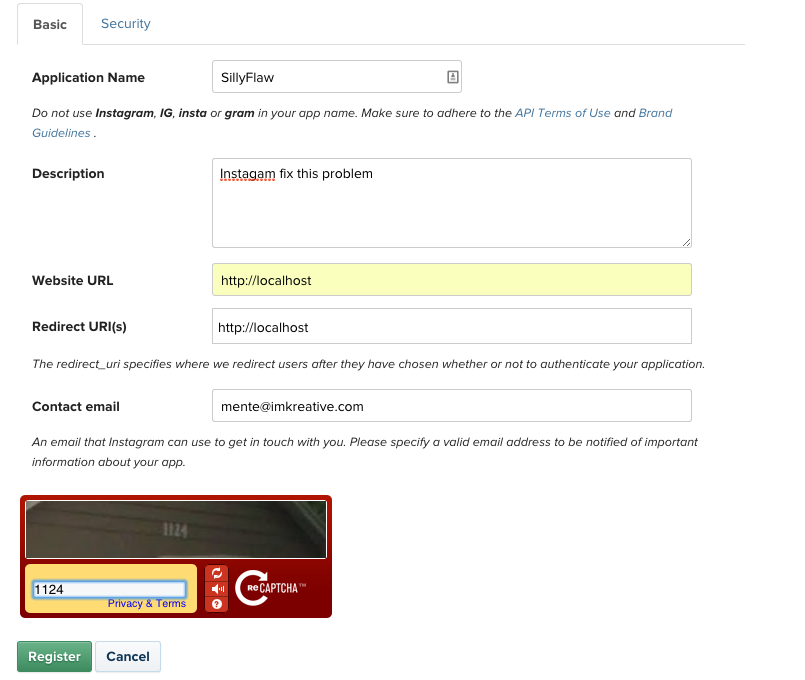 Basic Security
Application Name SillyFlaw
Do not use Instagram, IG, insta or gram in your app name. Make sure to adhere to the API Terms of Use and Brand
Guidelines .
Description Instagam fix this problem
Website URL http://localhost
Redirect URI(s) http://localhost
The redirect_uri specifies where we redirect users after they have chosen whether or not to authenticate your application.
Contact email mente@imkreative.com
An email that Instagram can use to get in touch with you. Please specify a valid email address to be notified of important
information about your app.
1124
1124
Privacy & Terms
reCAPTCHA™
Register Cancel